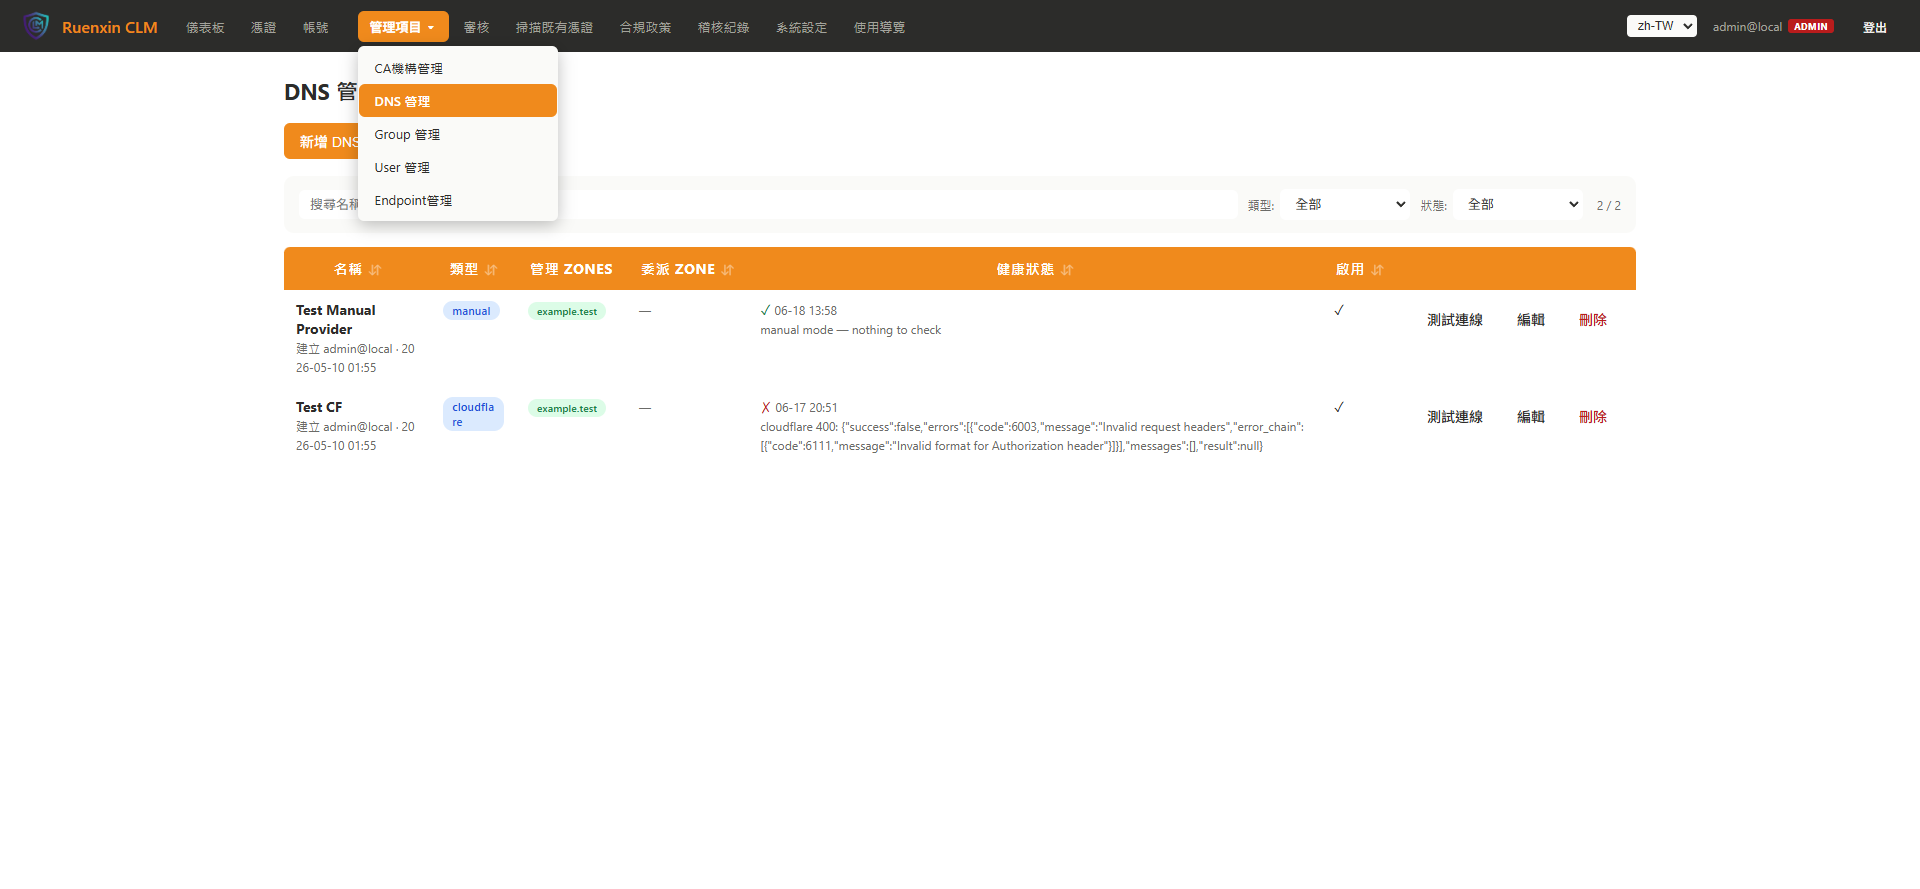 Ruenxin CLM
儀表板
憑證
帳號
管理項目
審核
掃描既有憑證
合規政策
稽核紀錄
系統設定
使用導覽
zh-TW
admin@local ADMIN
登出
CA機構管理
DNS 管理
Group 管理
User 管理
Endpoint管理
DNS 管
新增 DNS
搜尋名稱
類型: 全部
狀態: 全部
2 / 2
名稱 類型 管理 ZONES 委派 ZONE 健康狀態 啟用
Test Manual
Provider
建立 admin@local · 20
26-05-10 01:55
manual
example.test
—
✓ 06-18 13:58
manual mode — nothing to check
✓
測試連線 編輯 刪除
Test CF
建立 admin@local · 20
26-05-10 01:55
cloudfla
re
example.test
—
✗ 06-17 20:51
cloudflare 400: {"success":false,"errors":[{"code":6003,"message":"Invalid request headers","error_chain":
[{"code":6111,"message":"Invalid format for Authorization header"}]}],"messages":[],"result":null}
✓
測試連線 編輯 刪除